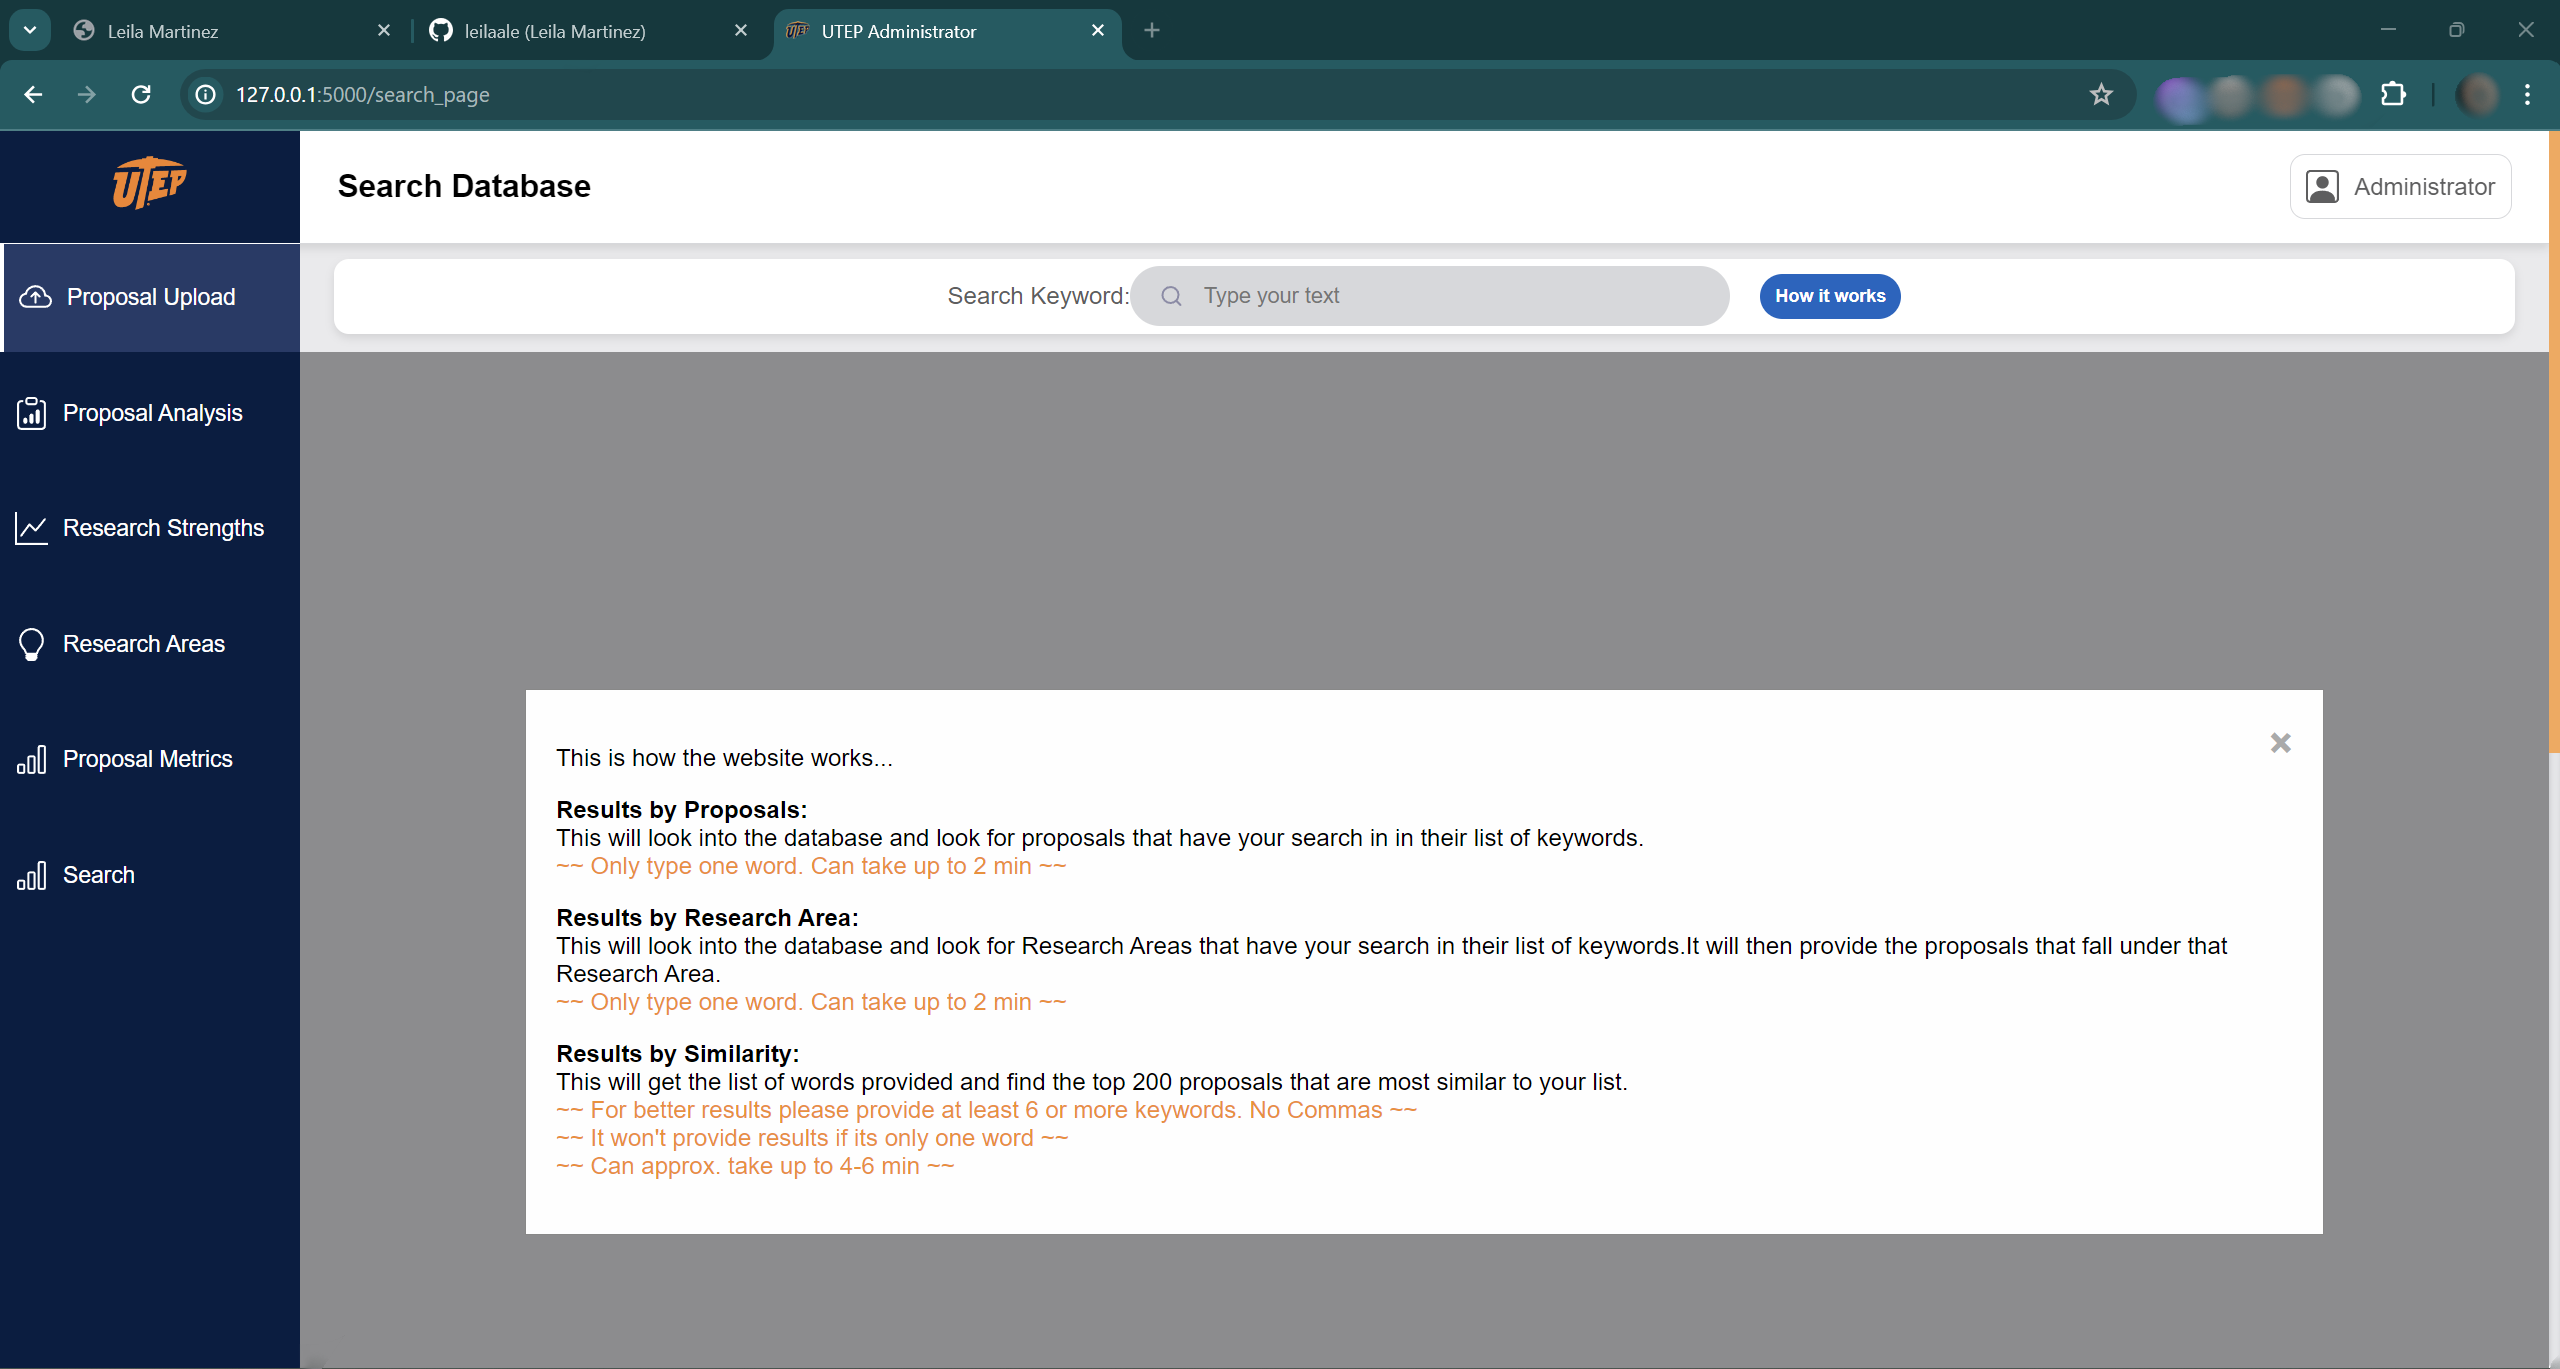 Leila Martinez
leilaale (Leila Martinez)
UTEP Administrator
127.0.0.1:5000/search_page
UTEP
Search Database
Administrator
Proposal Upload
Search Keyword:
Type your text
How it works
Proposal Analysis
Research Strengths
Research Areas
Proposal Metrics
Search
This is how the website works...
Results by Proposals:
This will look into the database and look for proposals that have your search in in their list of keywords.
~~ Only type one word. Can take up to 2 min ~~
Results by Research Area:
This will look into the database and look for Research Areas that have your search in their list of keywords.It will then provide the proposals that fall under that
Research Area.
~~ Only type one word. Can take up to 2 min ~~
Results by Similarity:
This will get the list of words provided and find the top 200 proposals that are most similar to your list.
~~ For better results please provide at least 6 or more keywords. No Commas ~~
~~ It won't provide results if its only one word ~~
~~ Can approx. take up to 4-6 min ~~